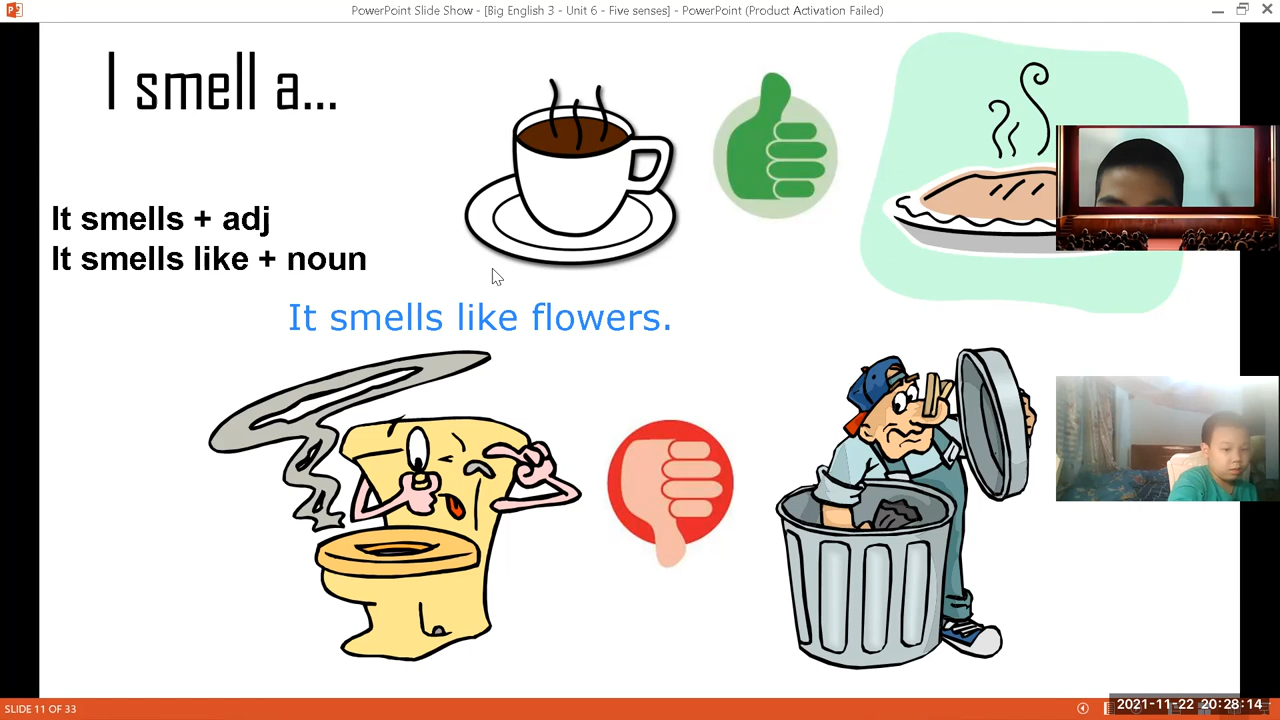 PowerPoint Slide Show - [Big English 3 - Unit 6 - Five senses] - PowerPoint (Product Activation Failed)
I smell a...
It smells + adj
It smells like + noun
It smells like flowers.
SLIDE 11 OF 33
2021-11-22 20:28:14